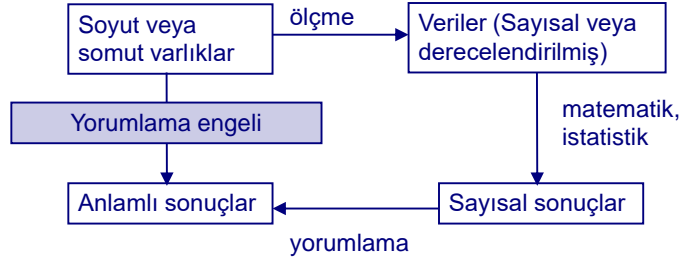 Soyut veya
somut varlıklar
ölçme
Veriler (Sayısal veya
derecelendirilmiş)
Yorumlama engeli
matematik,
istatistik
Anlamlı sonuçlar
Sayısal sonuçlar
yorumlama